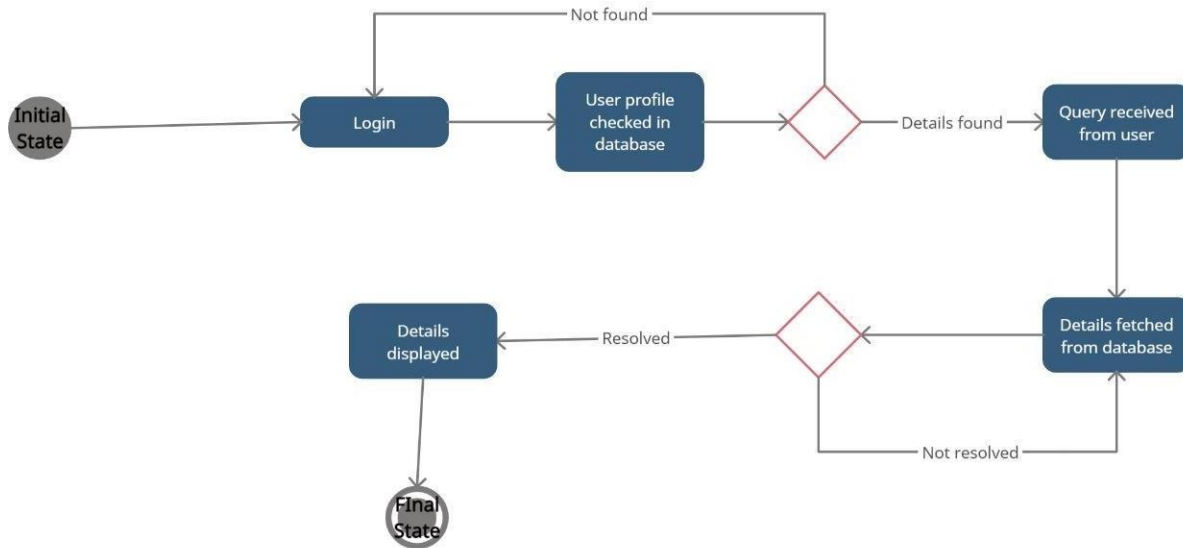 Not found
Initial
State
Login
User profile
checked in
database
Details found
Query received
from user
Details
displayed
Resolved
Details fetched
from database
Not resolved
FInal
State